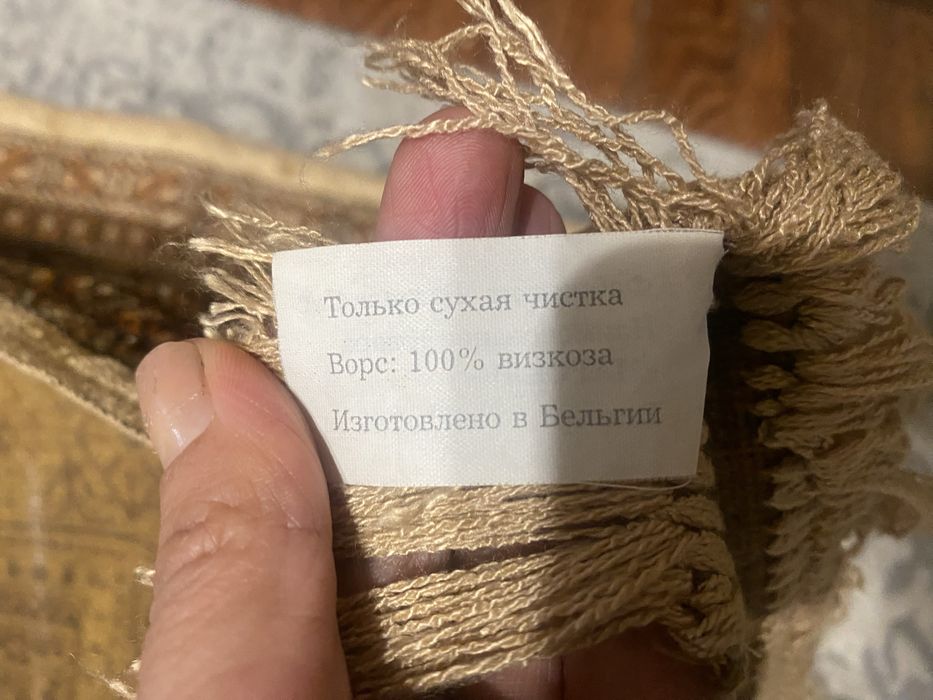 Только сухая чистка
Ворс: 100% визкоза
Изготовлено в Бельгии